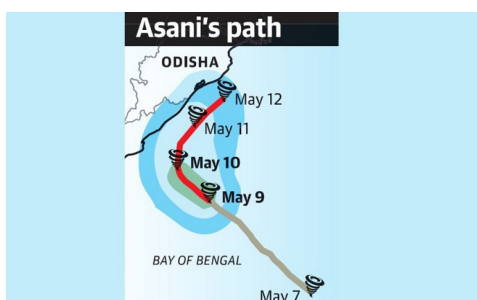 Asani's path
ODISHA
May 12
May 11
May 10
May 9
BAY OF BENGAL
May 7